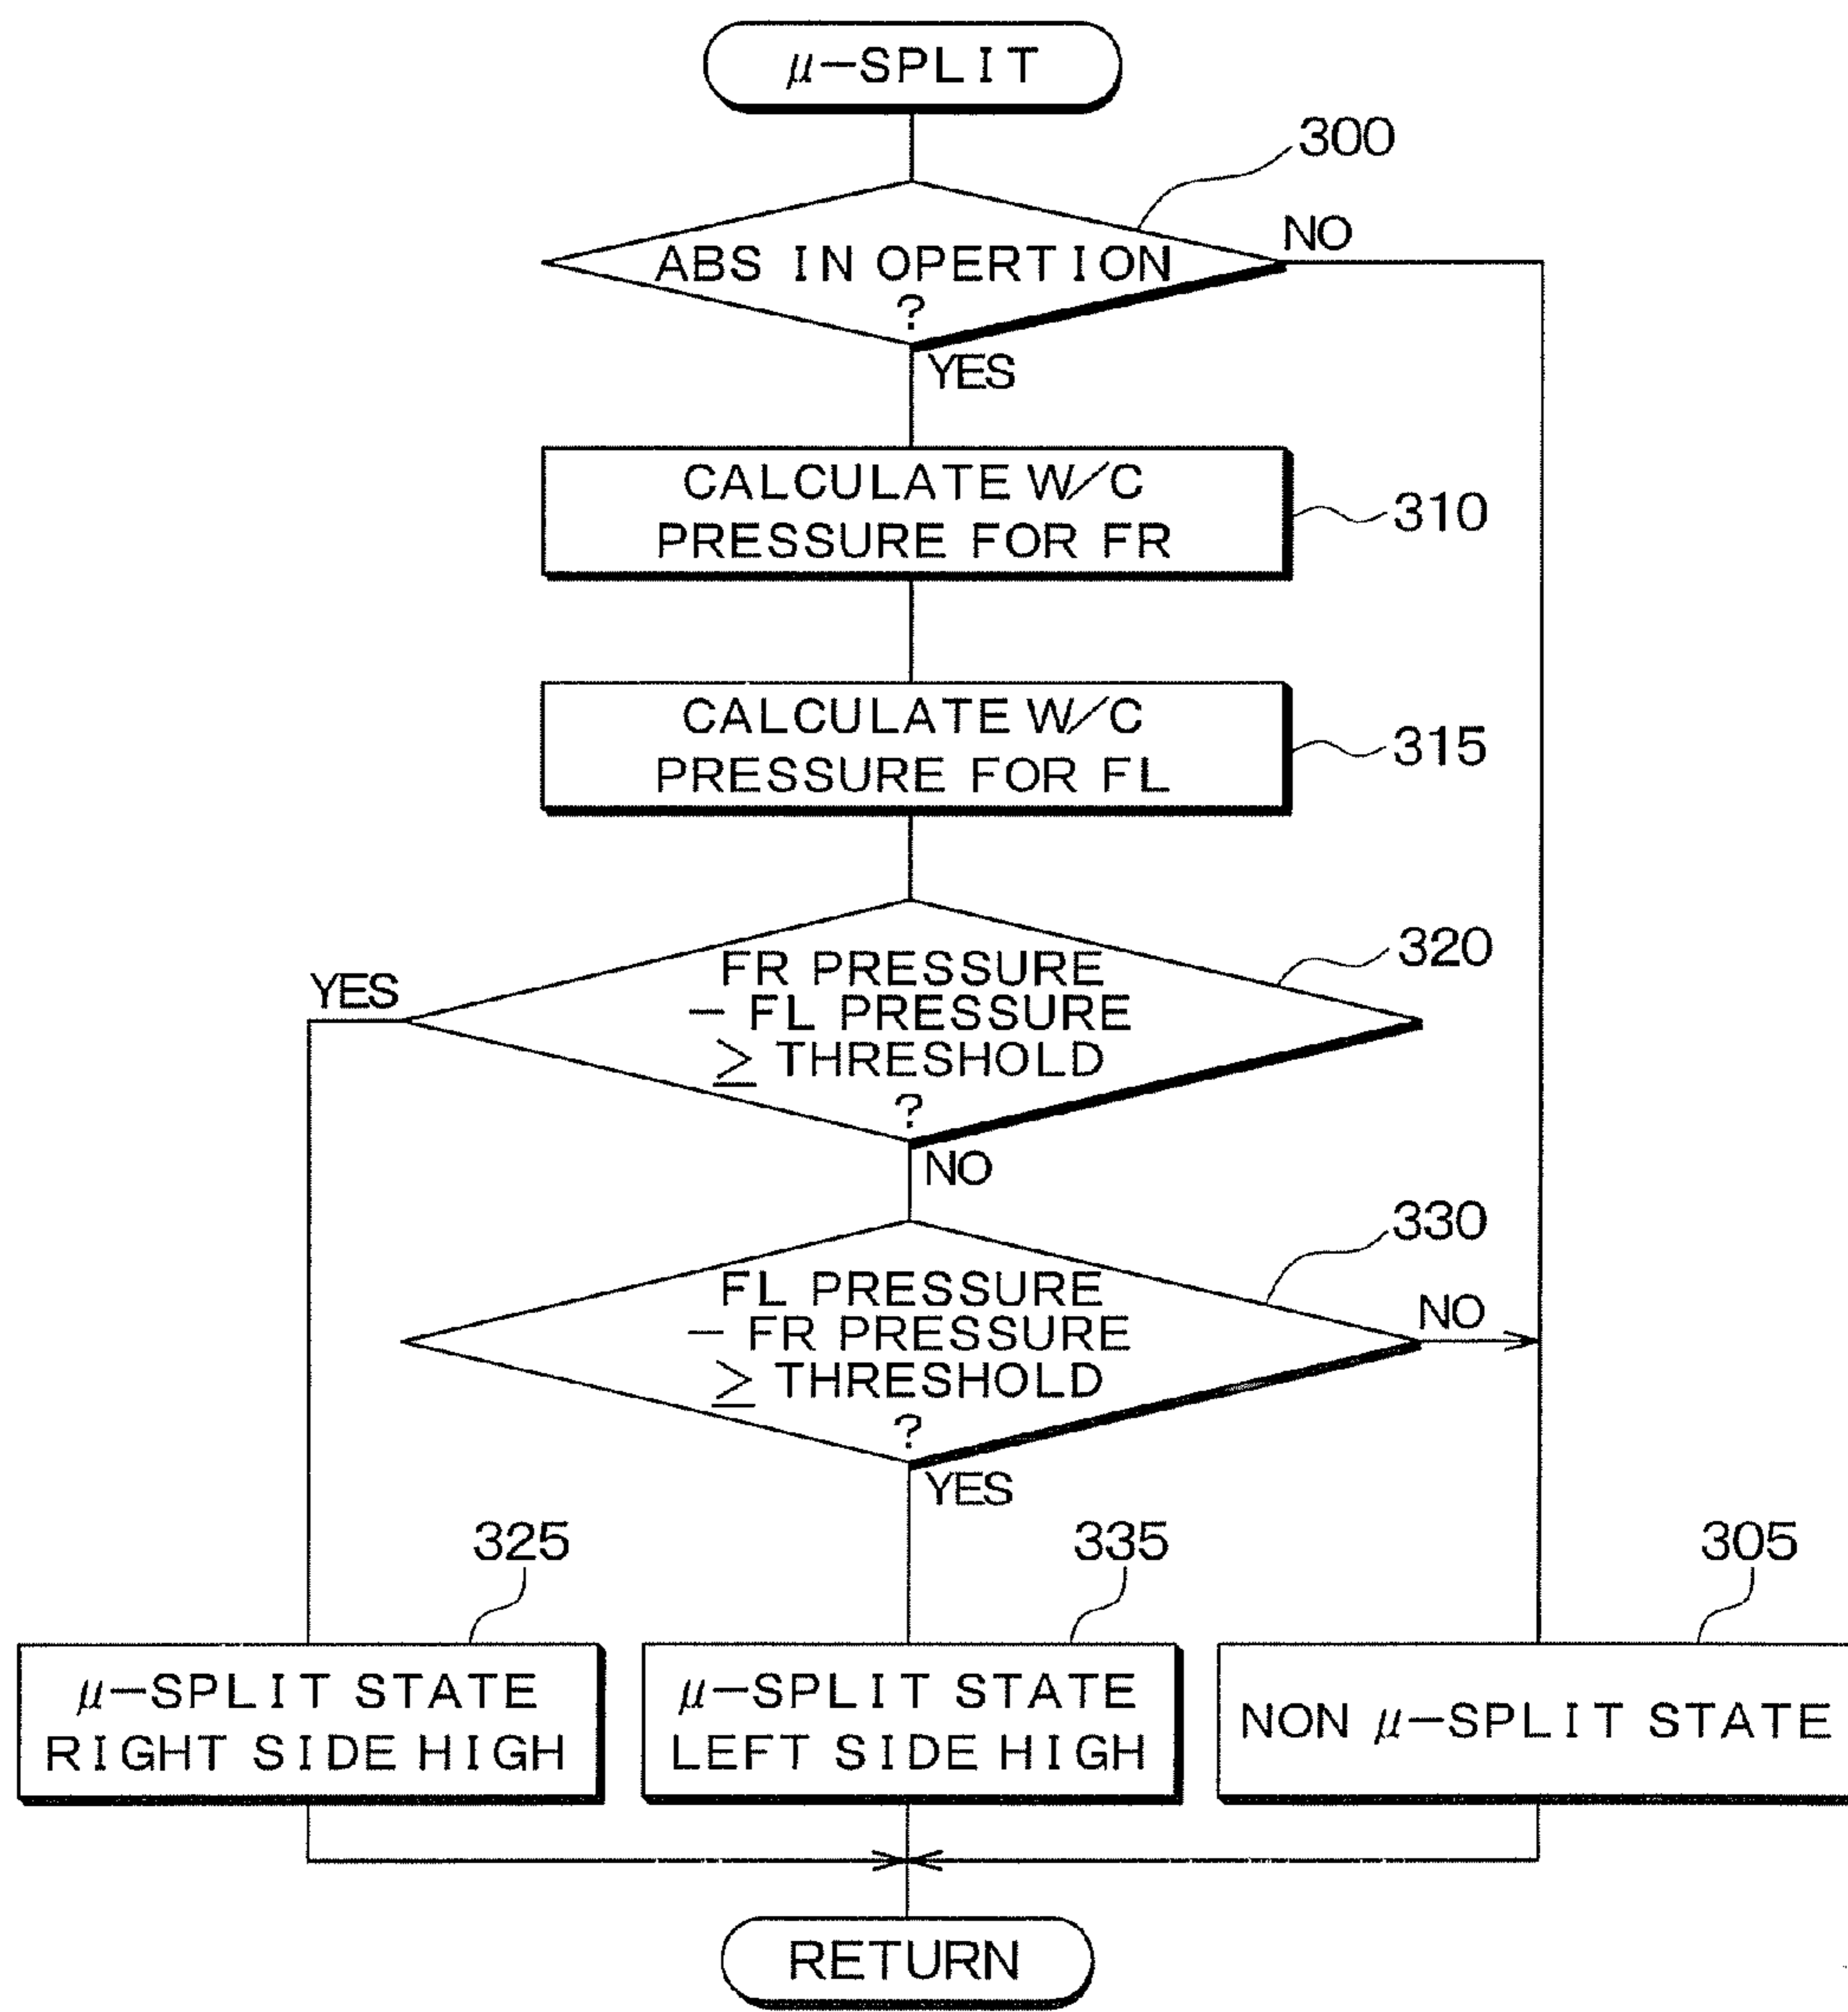 μ-SPLIT
300
NO
ABS IN OPERTION
?
YES
CALCULATE W/C
PRESSURE FOR FR
310
CALCULATE W/C
PRESSURE FOR FL
315
320
YES
FR PRESSURE
- FL PRESSURE
≥ THRESHOLD
?
NO
330
FL PRESSURE
- FR PRESSURE
≥ THRESHOLD
?
NO
YES
325
335
305
μ-SPLIT STATE
RIGHT SIDE HIGH
μ-SPLIT STATE
LEFT SIDE HIGH
NON μ-SPLIT STATE
RETURN